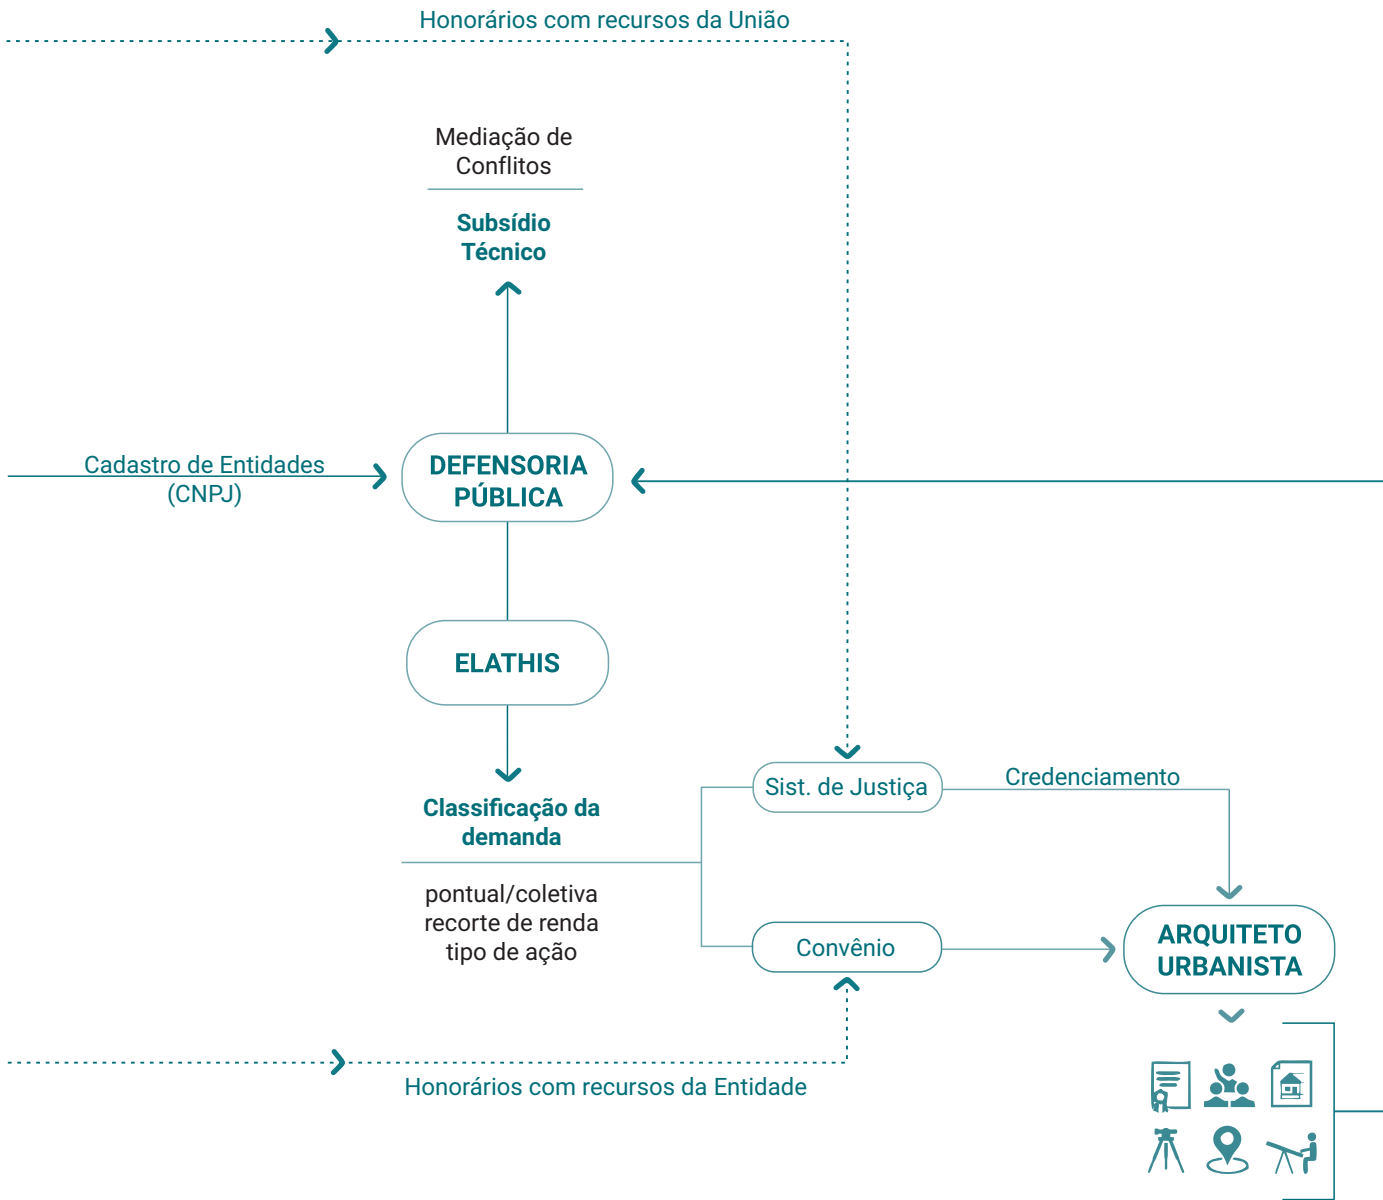 Honorários com recursos da União
Mediação de
Conflitos
Subsídio
Técnico
Cadastro de Entidades
(CNPJ)
DEFENSORIA
PÚBLICA
ELATHIS
Classificação da
demanda
pontual/coletiva
recorte de renda
tipo de ação
Sist. de Justiça
Credenciamento
Convênio
ARQUITETO
URBANISTA
Honorários com recursos da Entidade